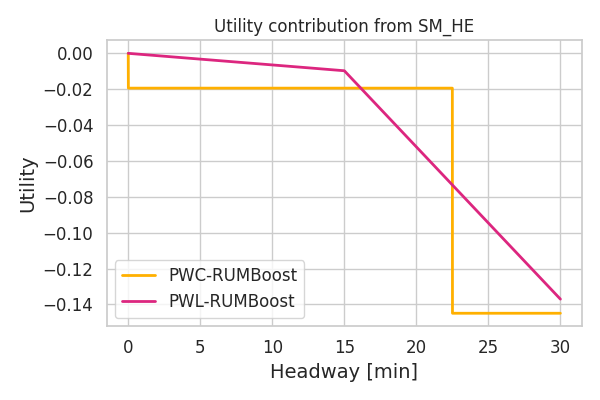 Utility contribution from SM_HE
0.00
−0.02
−0.04
−0.06
−0.08
−0.10
−0.12
−0.14
Utility
PWC-RUMBoost
PWL-RUMBoost
0 5 10 15 20 25 30
Headway [min]